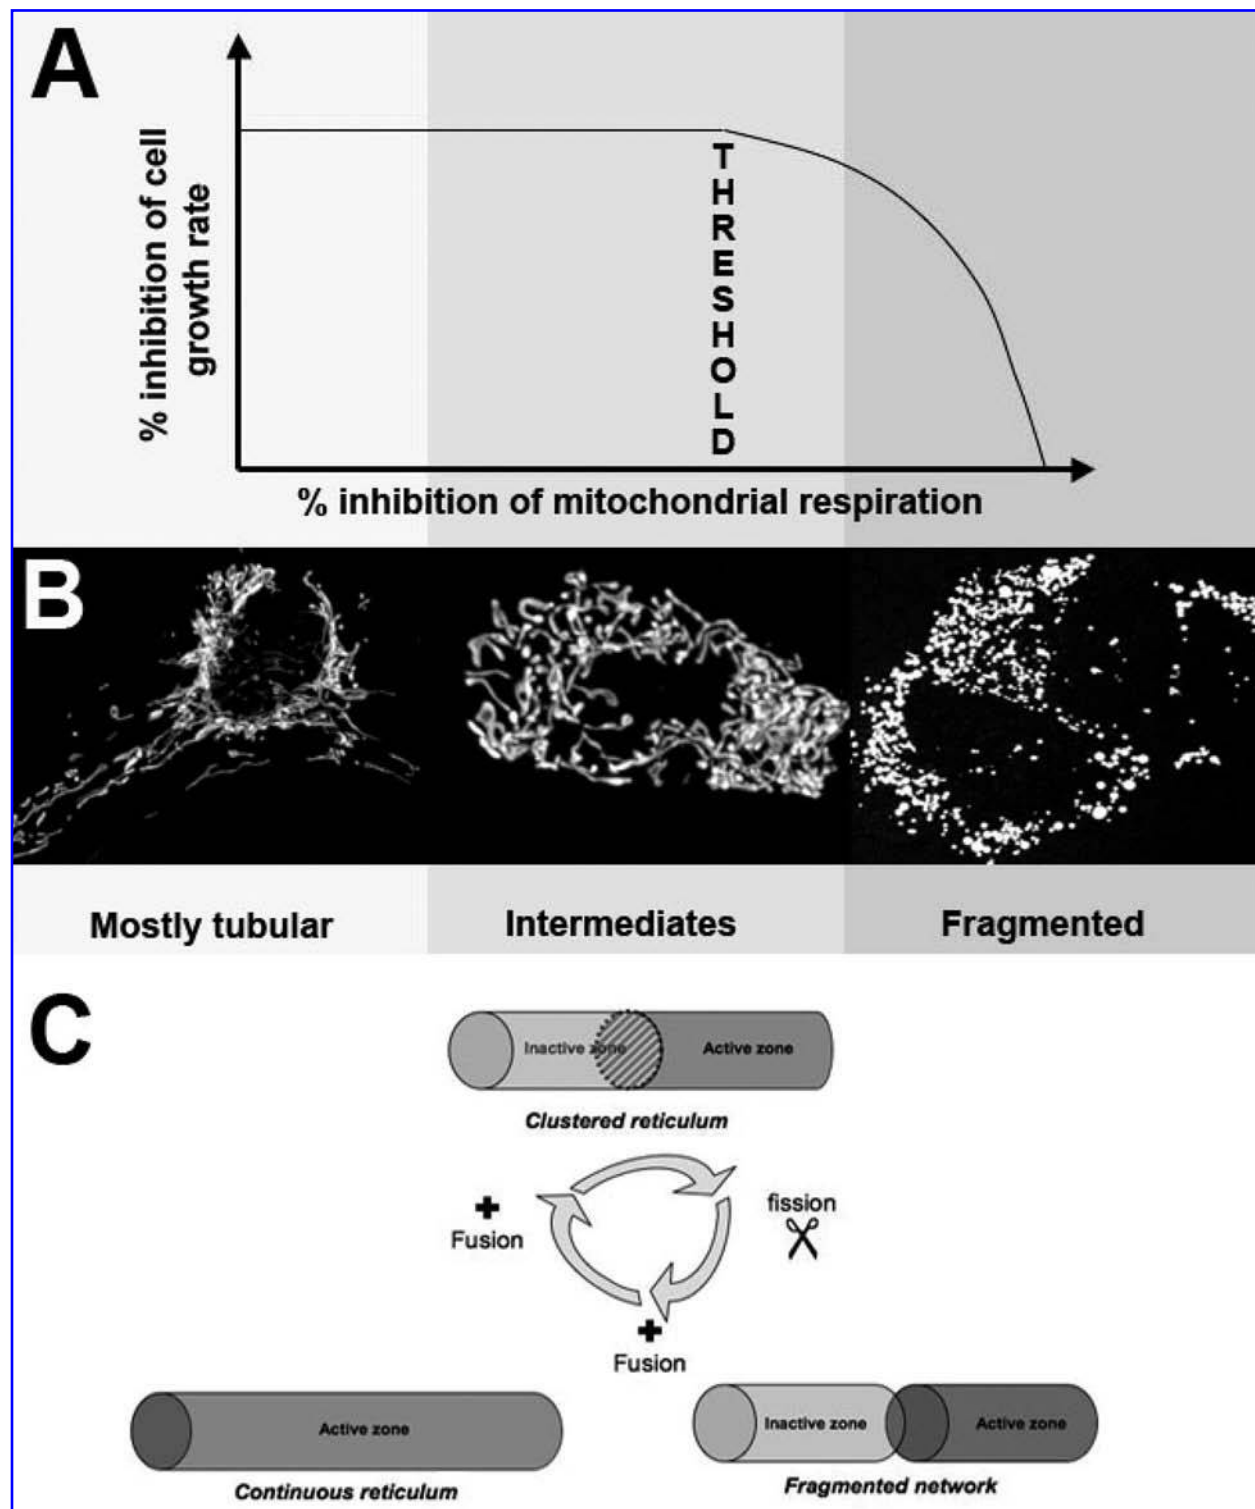 A
% inhibition of cell
growth rate
THRESHOLD
% inhibition of mitochondrial respiration
B
Mostly tubular
Intermediates
Fragmented
C
Inactive zone
Active zone
Clustered reticulum
Fusion
fission
Fusion
Active zone
Continuous reticulum
Inactive zone
Active zone
Fragmented network